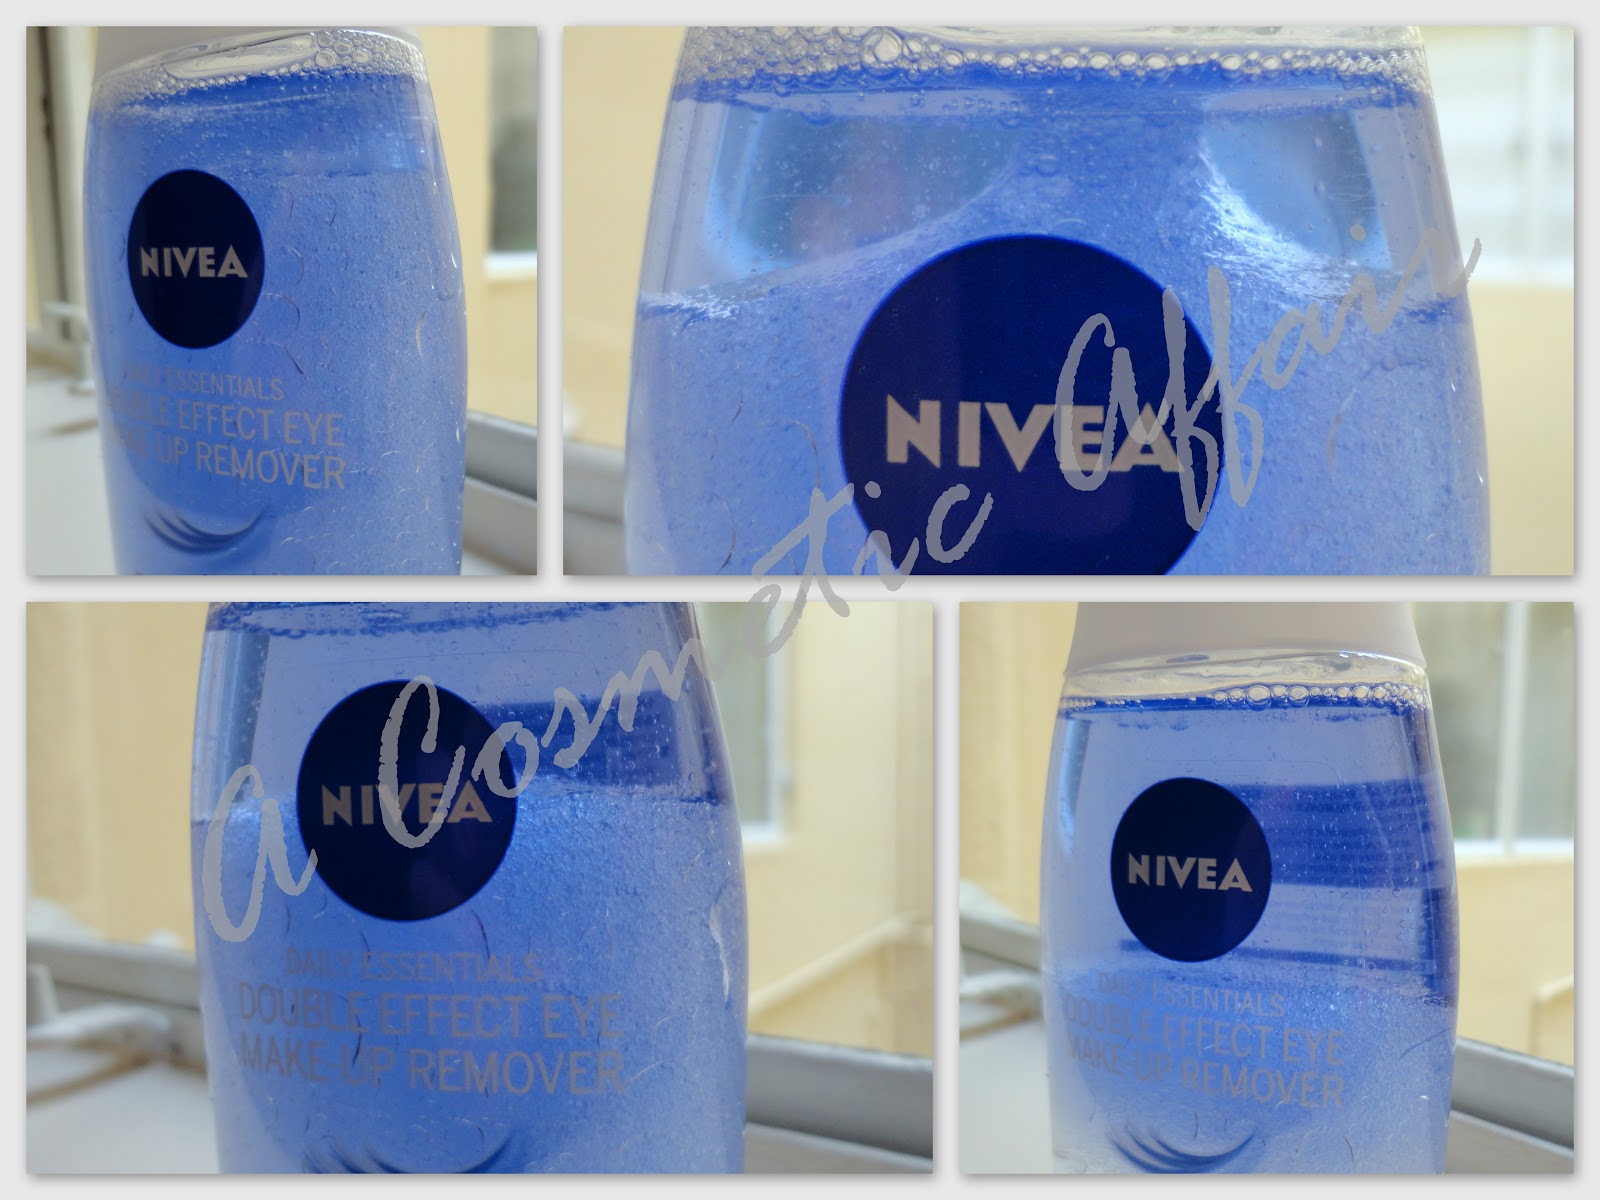 NIVEA
DAILY ESSENTIALS
DOUBLE EFFECT EYE
MAKE-UP REMOVER
NIVEA
NIVEA
DAILY ESSENTIALS
DOUBLE EFFECT EYE
MAKE-UP REMOVER
NIVEA
DAILY ESSENTIALS
DOUBLE EFFECT EYE
MAKE-UP REMOVER
A Cosmetic Affair